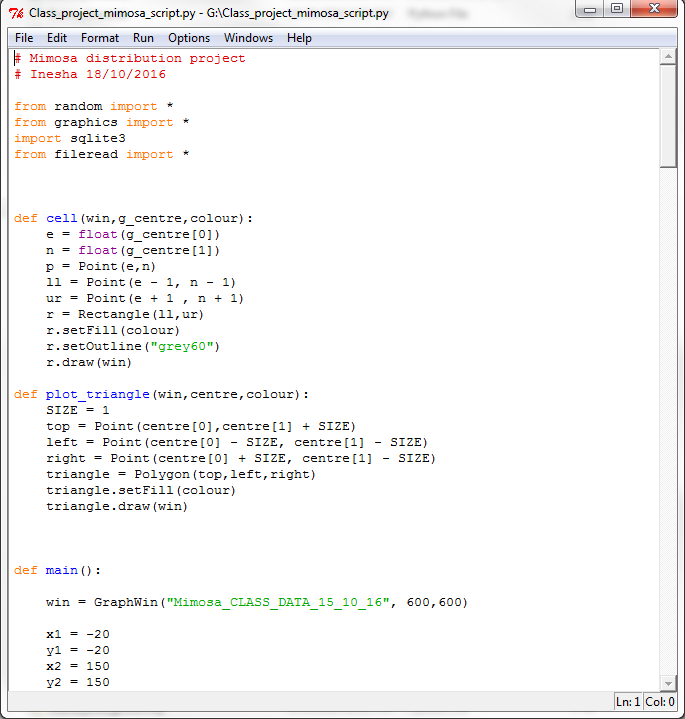 Class_project_mimosa_script.py - G:\Class_project_mimosa_script.py
File Edit Format Run Options Windows Help
# Mimosa distribution project
# Inesha 18/10/2016
from random import *
from graphics import *
import sqlite3
from fileread import *
def cell(win,g_centre,colour):
    e = float(g_centre[0])
    n = float(g_centre[1])
    p = Point(e,n)
    ll = Point(e - 1, n - 1)
    ur = Point(e + 1 , n + 1)
    r = Rectangle(ll,ur)
    r.setFill(colour)
    r.setOutline("grey60")
    r.draw(win)
def plot_triangle(win,centre,colour):
    SIZE = 1
    top = Point(centre[0],centre[1] + SIZE)
    left = Point(centre[0] - SIZE, centre[1] - SIZE)
    right = Point(centre[0] + SIZE, centre[1] - SIZE)
    triangle = Polygon(top,left,right)
    triangle.setFill(colour)
    triangle.draw(win)
def main():
    win = GraphWin("Mimosa_CLASS_DATA_15_10_16", 600,600)
    x1 = -20
    y1 = -20
    x2 = 150
    y2 = 150
Ln: 1 Col: 0